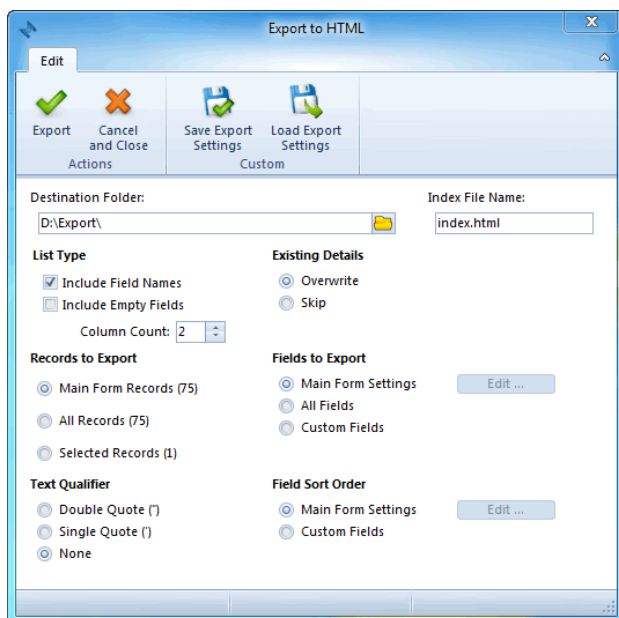 Export to HTML
x
Edit
Export
Cancel
and Close
Save Export
Settings
Load Export
Settings
Actions
Custom
Destination Folder:
Index File Name:
D:\Export\
index.html
List Type
Existing Details
Include Field Names
Overwrite
Include Empty Fields
Skip
Column Count: 2
Records to Export
Fields to Export
Main Form Records (75)
Main Form Settings
Edit ...
All Records (75)
All Fields
Selected Records (1)
Custom Fields
Text Qualifier
Field Sort Order
Double Quote (")
Main Form Settings
Edit ...
Single Quote (')
Custom Fields
None